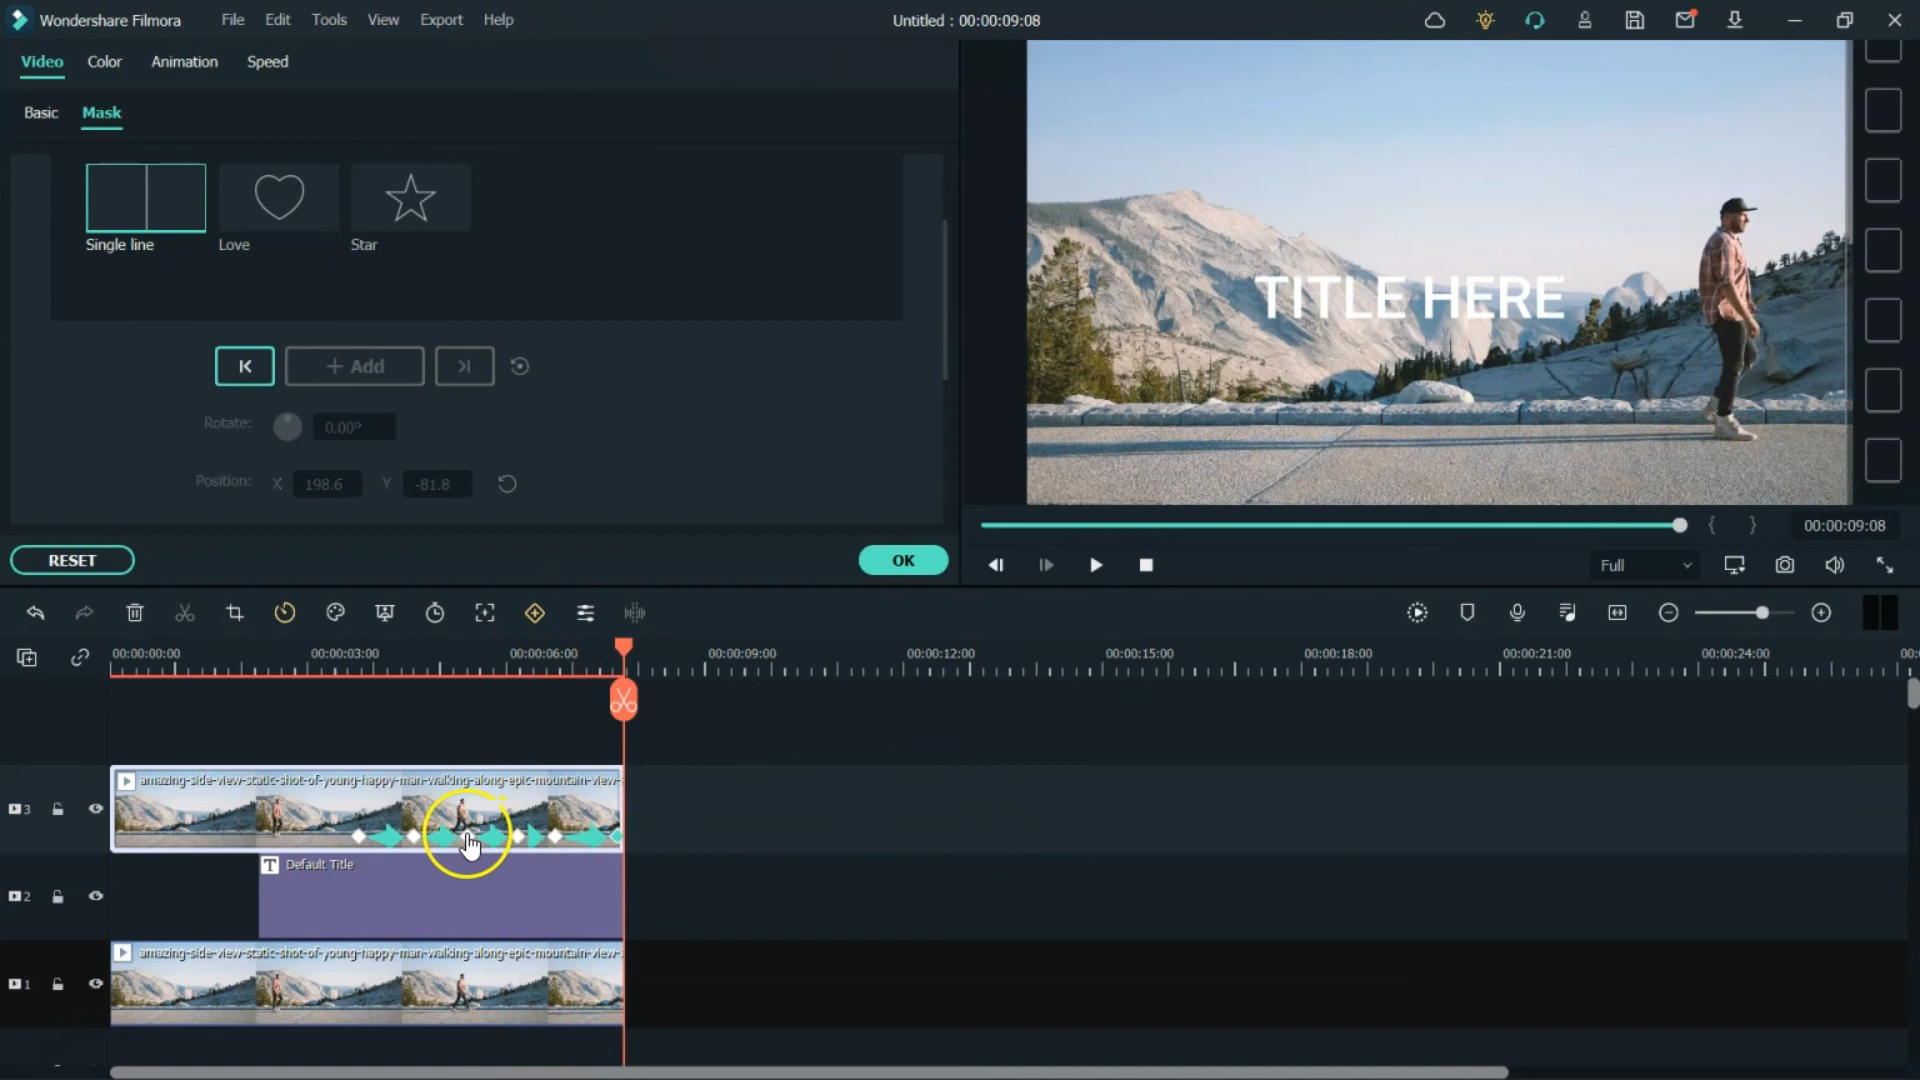 Wondershare Filmora File Edit Tools View Export Help Untitled : 00:00:09:08
Video Color Animation Speed
Basic Mask
Single line Love Star
+ Add
Rotate: 0.00º
Position: X 198.6 Y -81.8
RESET OK
TITLE HERE
{ } 00:00:09:08
Full
00:00:00:00 00:00:03:00 00:00:06:00 00:00:09:00 00:00:12:00 00:00:15:00 00:00:18:00 00:00:21:00 00:00:24:00 00:
3 amazing-side-view-static-shot-of-young-happy-man-walking-along-epic-mountain-view-
2 T Default Title
1 amazing-side-view-static-shot-of-young-happy-man-walking-along-epic-mountain-view-